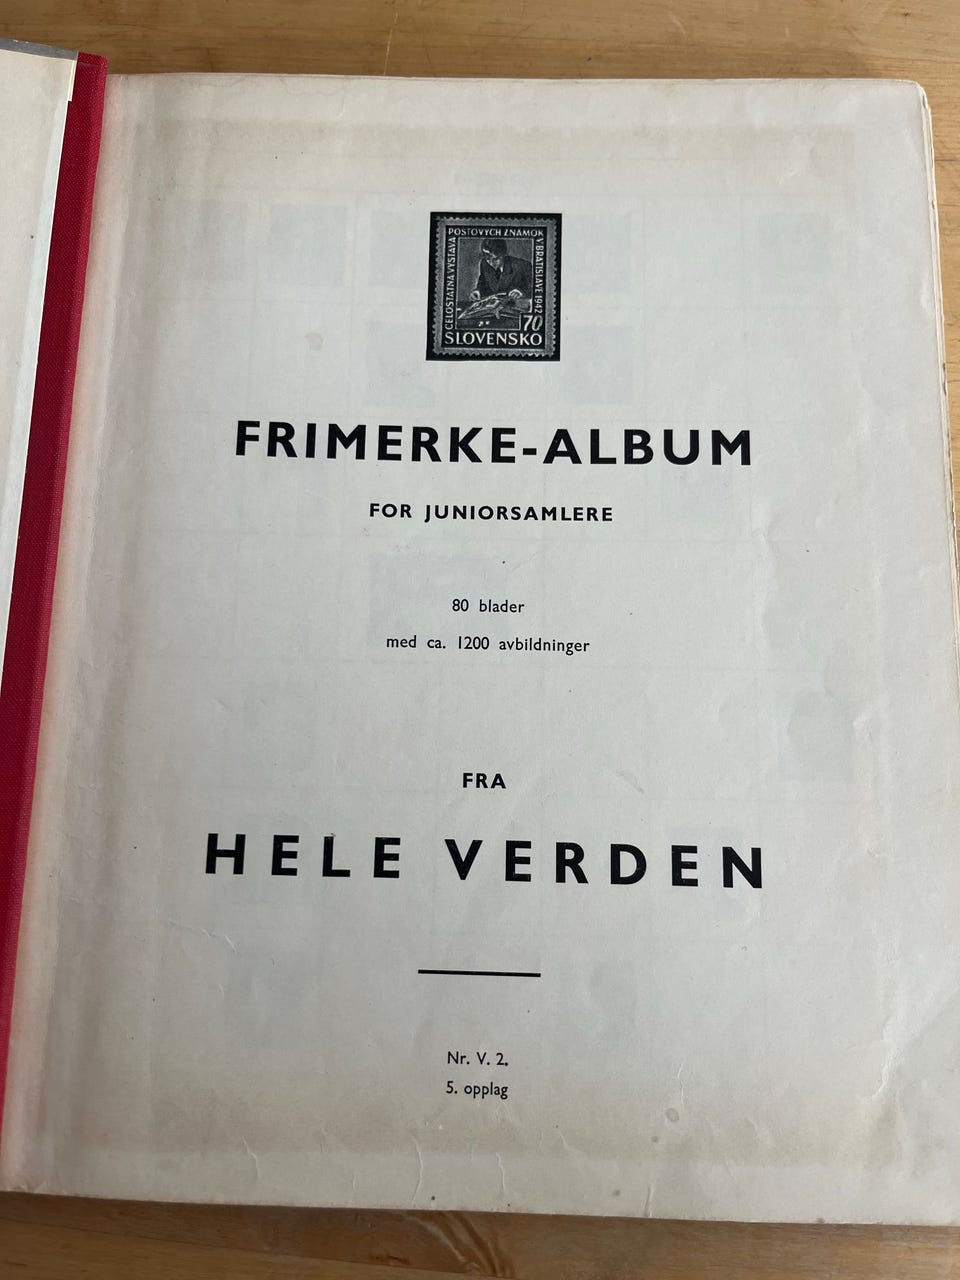 CELOSTATNA VYSTAVA
POSTOVYCH ZNAMOK
V BRATISLAVE 1942
70
SLOVENSKO
FRIMERKE-ALBUM
FOR JUNIORSAMLERE
80 blader
med ca. 1200 avbildninger
FRA
HELE VERDEN
Nr. V. 2.
5. opplag